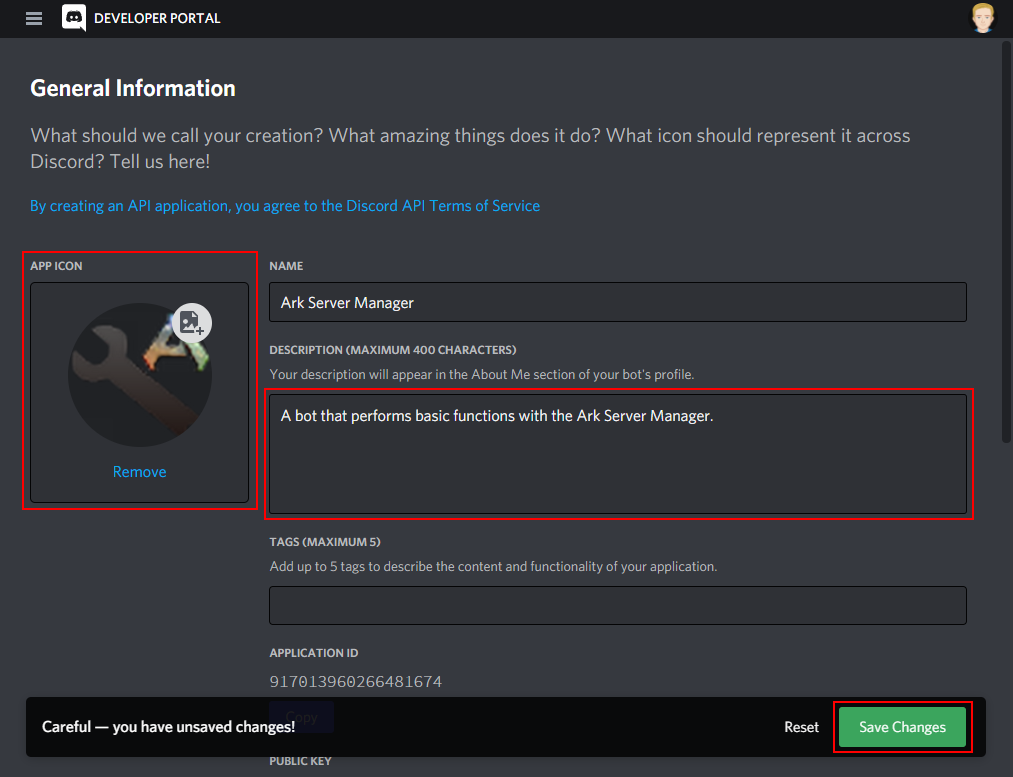 DEVELOPER PORTAL
General Information
What should we call your creation? What amazing things does it do? What icon should represent it across
Discord? Tell us here!
By creating an API application, you agree to the Discord API Terms of Service
APP ICON
Remove
NAME
Ark Server Manager
DESCRIPTION (MAXIMUM 400 CHARACTERS)
Your description will appear in the About Me section of your bot's profile.
A bot that performs basic functions with the Ark Server Manager.
TAGS (MAXIMUM 5)
Add up to 5 tags to describe the content and functionality of your application.
APPLICATION ID
917013960266481674
Copy
Careful — you have unsaved changes!
Reset
Save Changes
PUBLIC KEY